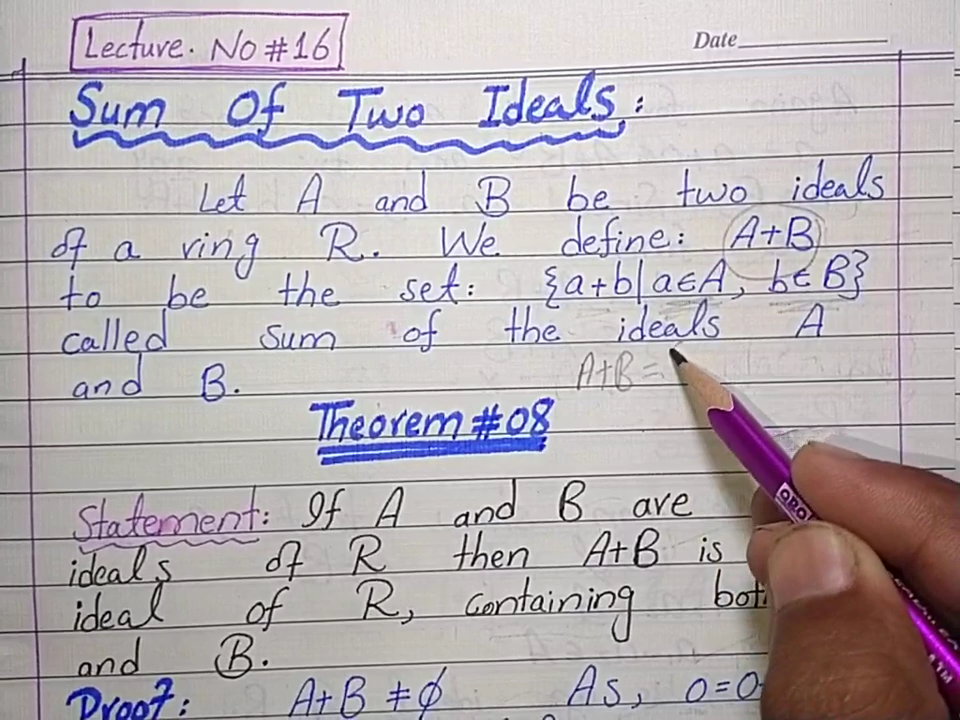 Lecture. No #16
Date
Sum Of Two Ideals:
Let A and B be two ideals
of a ring R. We define: A+B
to be the set: {a+b|a∈A, b∈B}
called sum of the ideals A
and B.
A+B=
Theorem #08
Statement: If A and B are
ideals of R then A+B is
ideal of R, containing
and B.
Proof: A+B ≠ φ As, 0=0